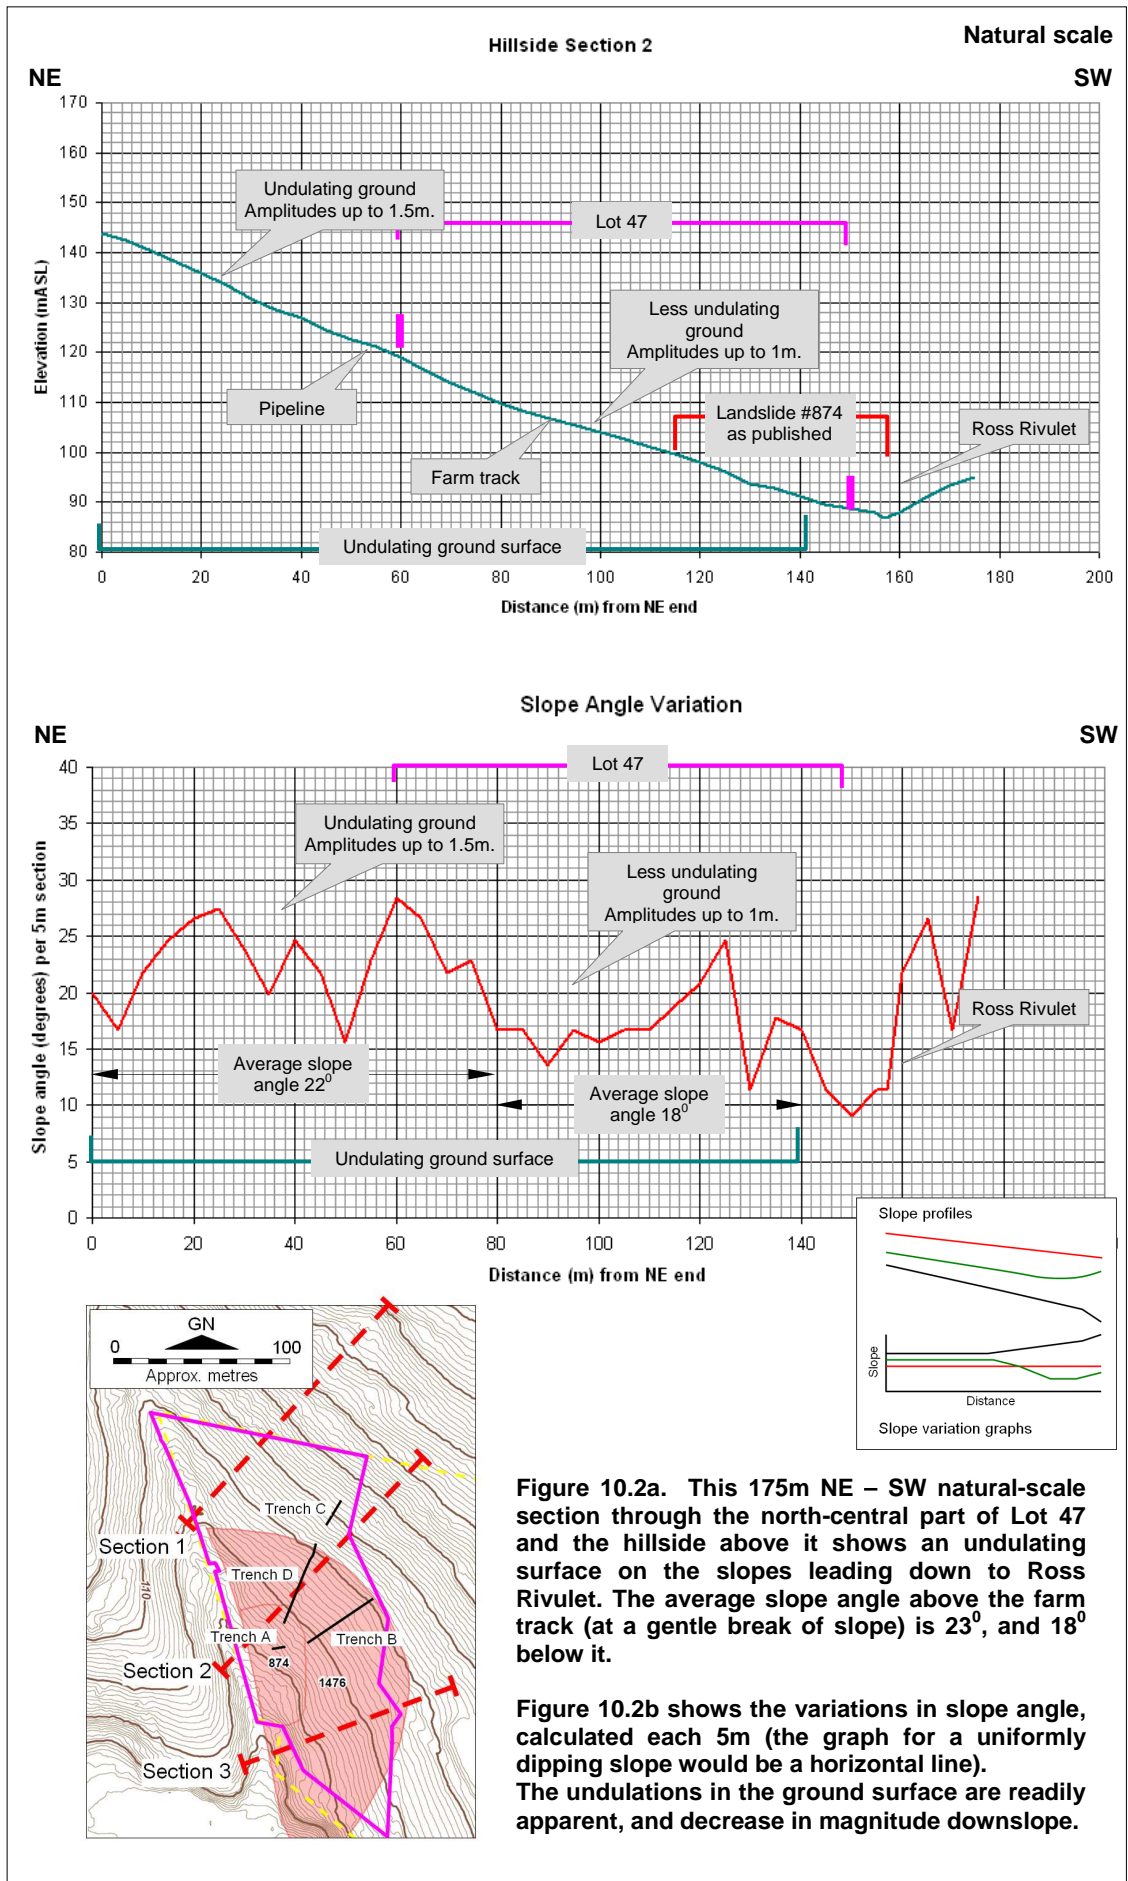 Hillside Section 2
Natural scale
NE
SW
170
160
150
140
130
120
110
100
90
80
Elevation (mASL)
Undulating ground
Amplitudes up to 1.5m.
Lot 47
Less undulating
ground
Amplitudes up to 1m.
Pipeline
Landslide #874
as published
Ross Rivulet
Farm track
Undulating ground surface
0 20 40 60 80 100 120 140 160 180 200
Distance (m) from NE end
Slope Angle Variation
NE
SW
40
35
30
25
20
15
10
5
0
Slope angle (degrees) per 5m section
Lot 47
Undulating ground
Amplitudes up to 1.5m.
Less undulating
ground
Amplitudes up to 1m.
Ross Rivulet
Average slope
angle 22⁰
Average slope
angle 18⁰
Undulating ground surface
0 20 40 60 80 100 120 140
Distance (m) from NE end
Slope profiles
Slope
Distance
Slope variation graphs
GN
0 100
Approx. metres
Trench C
Section 1
Trench D
110
Trench A
Trench B
874
Section 2
1476
Section 3
Figure 10.2a. This 175m NE – SW natural-scale
section through the north-central part of Lot 47
and the hillside above it shows an undulating
surface on the slopes leading down to Ross
Rivulet. The average slope angle above the farm
track (at a gentle break of slope) is 23⁰, and 18⁰
below it.
Figure 10.2b shows the variations in slope angle,
calculated each 5m (the graph for a uniformly
dipping slope would be a horizontal line).
The undulations in the ground surface are readily
apparent, and decrease in magnitude downslope.